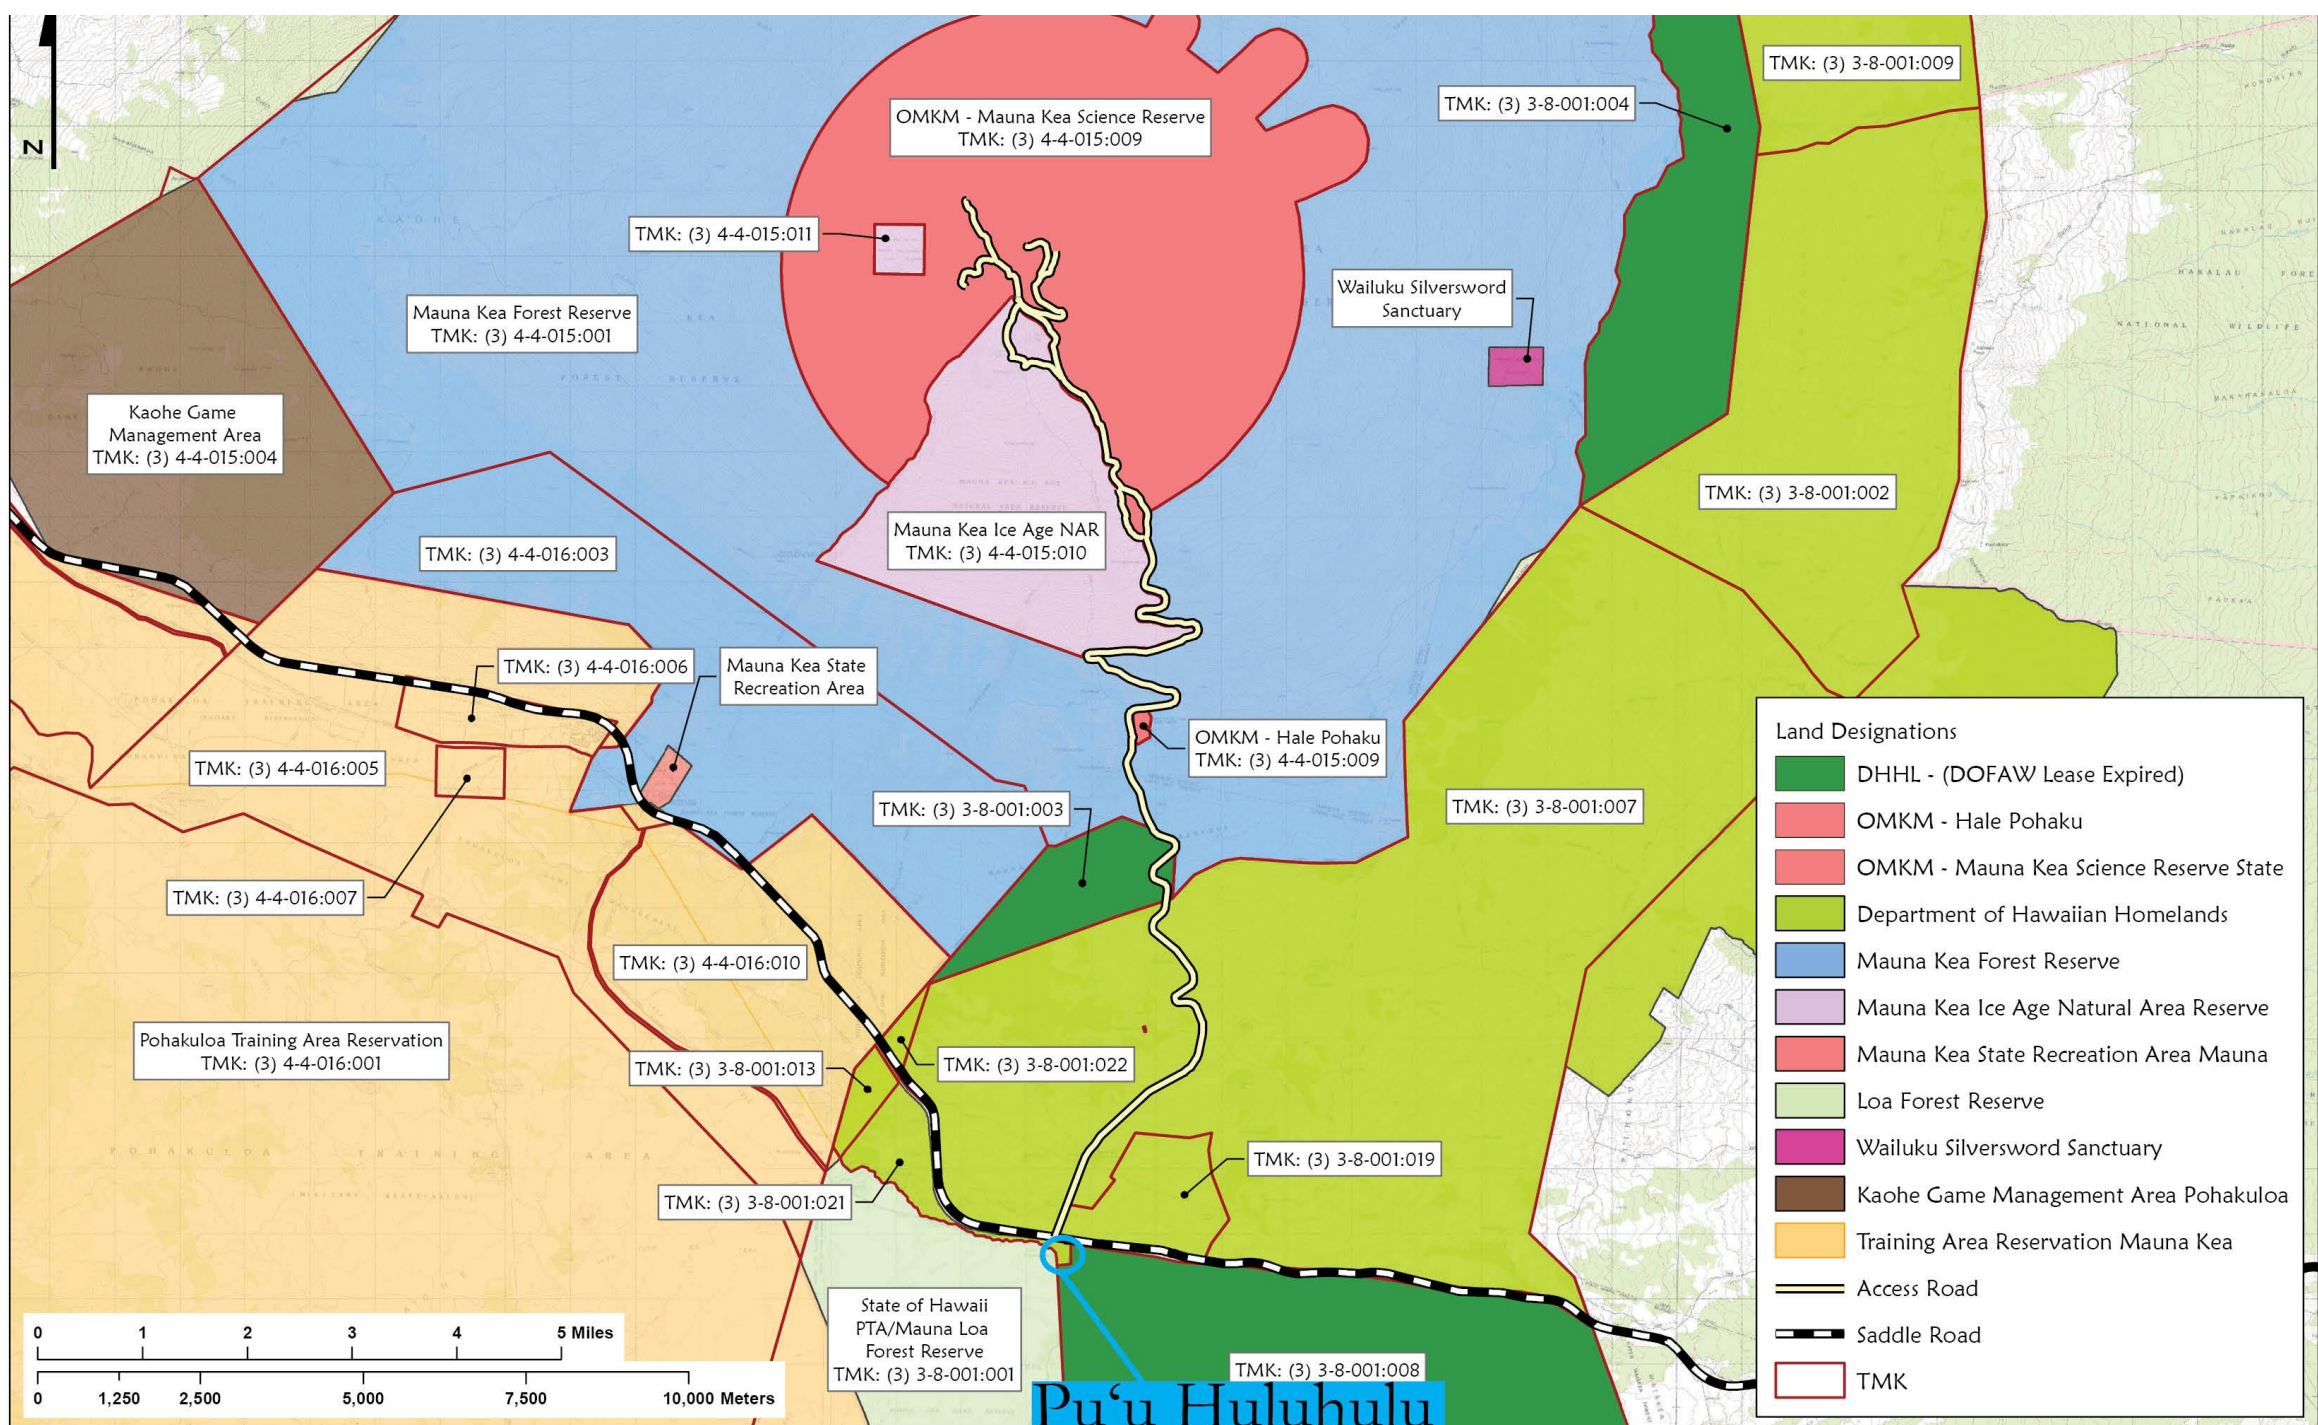 N
OMKM - Mauna Kea Science Reserve
TMK: (3) 4-4-015:009
TMK: (3) 3-8-001:004
TMK: (3) 3-8-001:009
TMK: (3) 4-4-015:011
Mauna Kea Forest Reserve
TMK: (3) 4-4-015:001
Wailuku Silversword
Sanctuary
Kaohe Game
Management Area
TMK: (3) 4-4-015:004
TMK: (3) 3-8-001:002
TMK: (3) 4-4-016:003
Mauna Kea Ice Age NAR
TMK: (3) 4-4-015:010
TMK: (3) 4-4-016:006
Mauna Kea State
Recreation Area
OMKM - Hale Pohaku
TMK: (3) 4-4-015:009
TMK: (3) 4-4-016:005
TMK: (3) 3-8-001:003
TMK: (3) 3-8-001:007
TMK: (3) 4-4-016:007
TMK: (3) 4-4-016:010
Pohakuloa Training Area Reservation
TMK: (3) 4-4-016:001
TMK: (3) 3-8-001:013
TMK: (3) 3-8-001:022
TMK: (3) 3-8-001:019
TMK: (3) 3-8-001:021
State of Hawaii
PTA/Mauna Loa
Forest Reserve
TMK: (3) 3-8-001:001
TMK: (3) 3-8-001:008
Pu‘u Huluhulu
POHAKULOA TRAINING AREA
NATIONAL WILDLIFE
0 1 2 3 4 5 Miles
0 1,250 2,500 5,000 7,500 10,000 Meters
Land Designations
DHHL - (DOFAW Lease Expired)
OMKM - Hale Pohaku
OMKM - Mauna Kea Science Reserve State
Department of Hawaiian Homelands
Mauna Kea Forest Reserve
Mauna Kea Ice Age Natural Area Reserve
Mauna Kea State Recreation Area Mauna
Loa Forest Reserve
Wailuku Silversword Sanctuary
Kaohe Game Management Area Pohakuloa
Training Area Reservation Mauna Kea
Access Road
Saddle Road
TMK